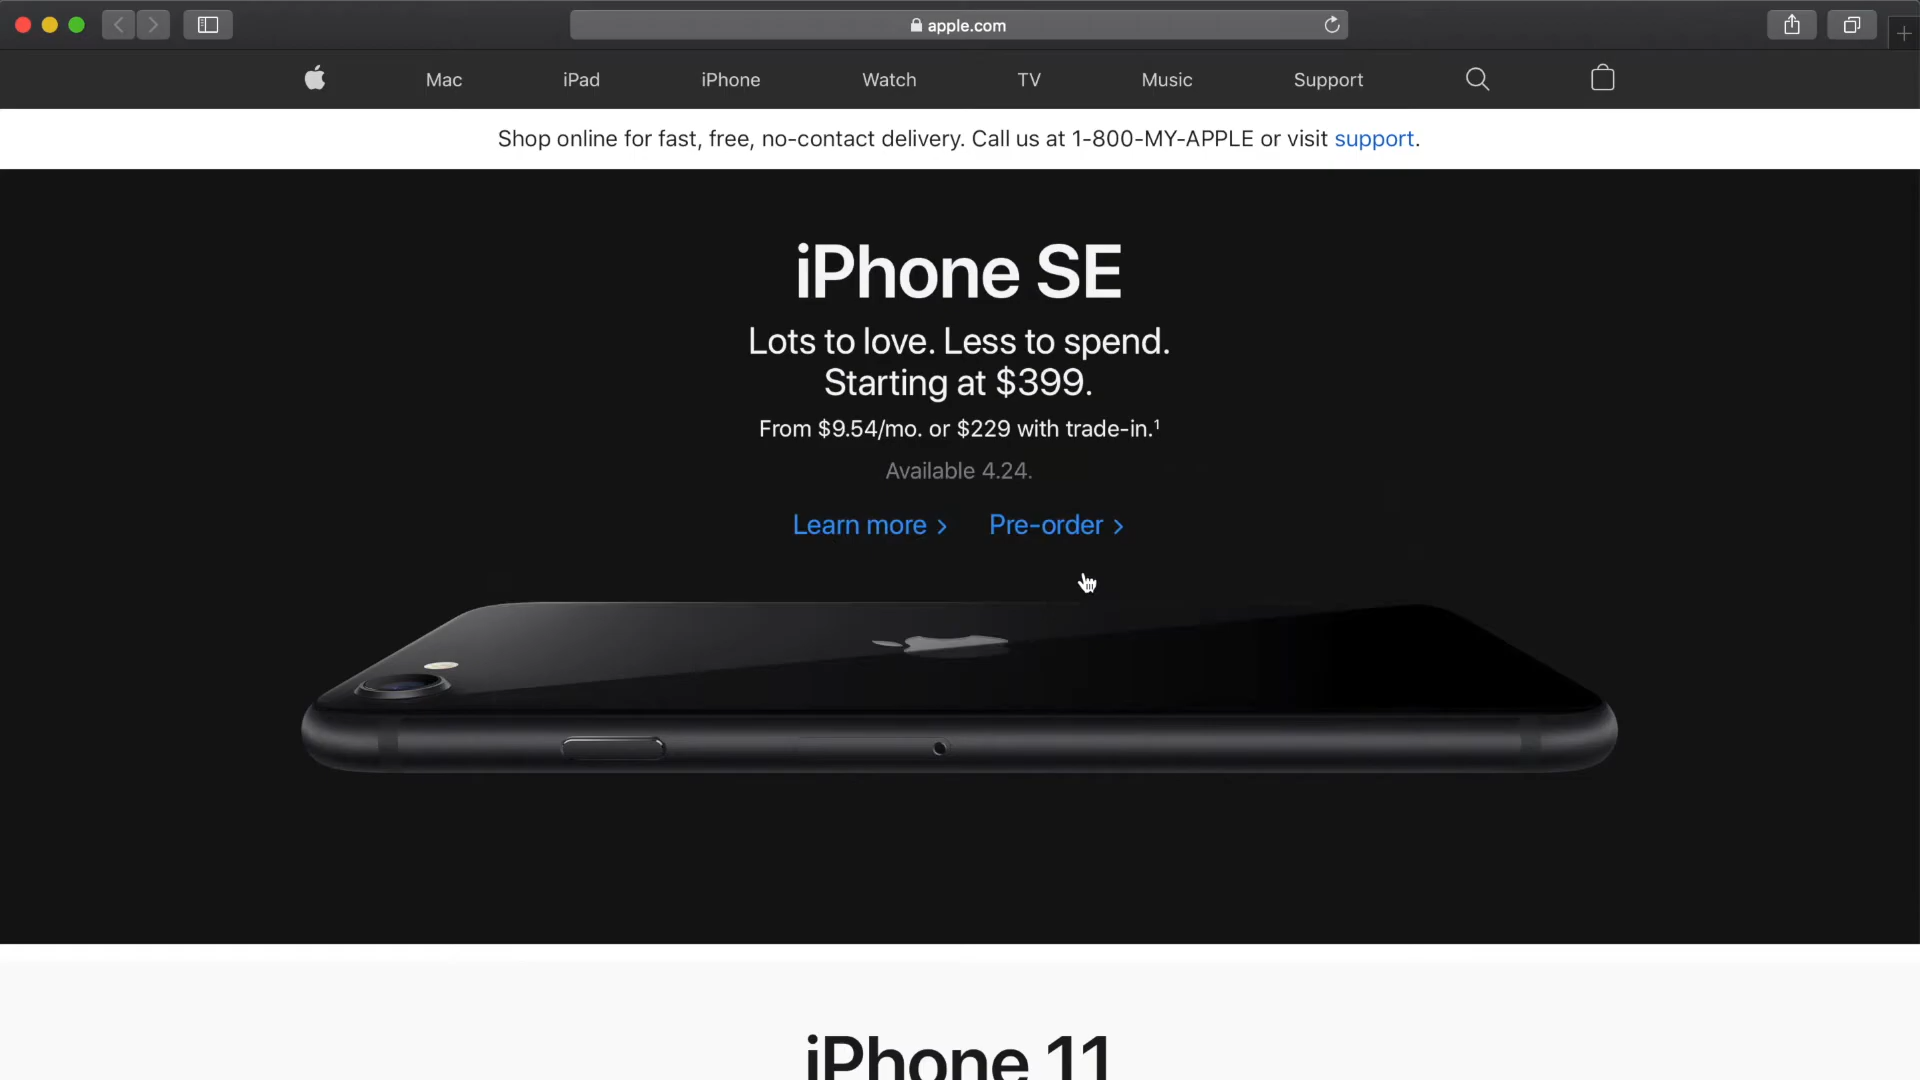 apple.com
Mac iPad iPhone Watch TV Music Support
Shop online for fast, free, no-contact delivery. Call us at 1-800-MY-APPLE or visit support.
iPhone SE
Lots to love. Less to spend.
Starting at $399.
From $9.54/mo. or $229 with trade-in.¹
Available 4.24.
Learn more > Pre-order >
iPhone 11